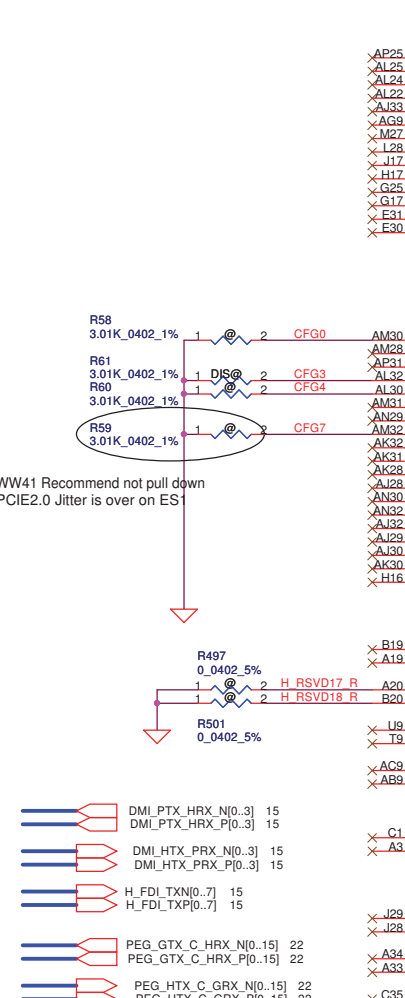 AP25
AL25
AL24
AL22
AJ33
AG9
M27
L28
J17
H17
G25
G17
E31
E30
R58
3.01K_0402_1% 1 @ 2 CFG0 AM30
AM28
R61 AP31
3.01K_0402_1% 1 DIS@ 2 CFG3 AL32
R60
3.01K_0402_1% @ 2 CFG4 AL30
AM31
R59 AN29
3.01K_0402_1% 1 @ 2 CFG7 AM32
AK32
AK31
AK28
WW41 Recommend not pull down AJ28
PCIE2.0 Jitter is over on ES1 AN30
AN32
AJ32
AJ29
AJ30
AK30
H16
B19
R497 A19
0_0402_5%
1 @ 2 H_RSVD17_R A20
1 @ 2 H_RSVD18_R B20
R501 U9
0_0402_5% T9
AC9
AB9
DMI_PTX_HRX_N[0..3] 15
DMI_PTX_HRX_P[0..3] 15
C1
DMI_HTX_PRX_N[0..3] 15 A3
DMI_HTX_PRX_P[0..3] 15
H_FDI_TXN[0..7] 15
H_FDI_TXP[0..7] 15
J29
J28
PEG_GTX_C_HRX_N[0..15] 22
PEG_GTX_C_HRX_P[0..15] 22 A34
A33
PEG_HTX_C_GRX_N[0..15] 22
PEG_HTX_C_GRX_P[0..15] 22 C35